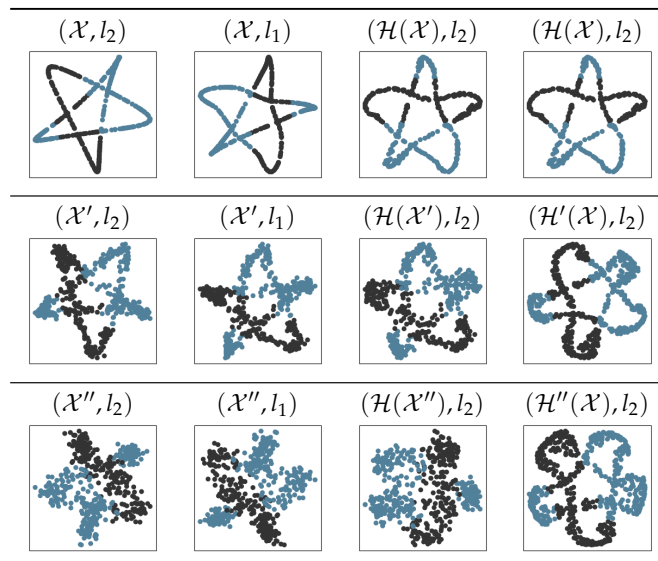 (𝒳, l₂) (𝒳, l₁) (ℋ(𝒳), l₂) (ℋ(𝒳), l₂)
(𝒳′, l₂) (𝒳′, l₁) (ℋ(𝒳′), l₂) (ℋ′(𝒳), l₂)
(𝒳″, l₂) (𝒳″, l₁) (ℋ(𝒳″), l₂) (ℋ″(𝒳), l₂)